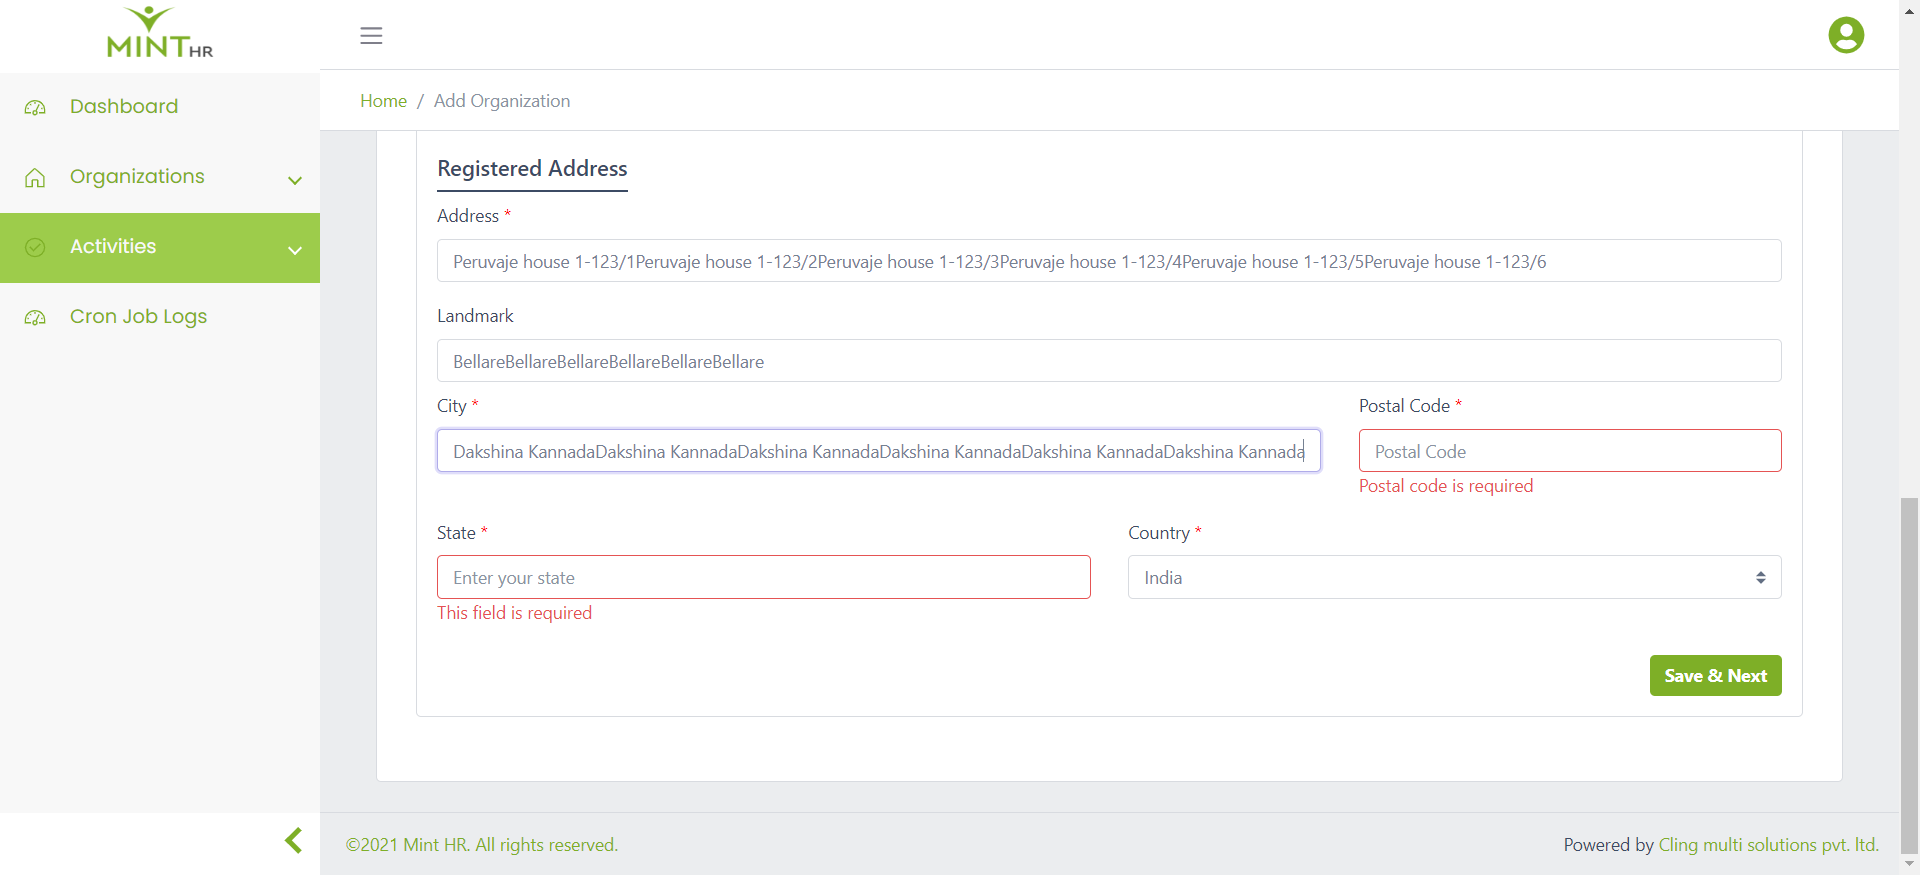 MINT HR
Dashboard
Organizations
Activities
Cron Job Logs
Home / Add Organization
Registered Address
Address *
Peruvaje house 1-123/1Peruvaje house 1-123/2Peruvaje house 1-123/3Peruvaje house 1-123/4Peruvaje house 1-123/5Peruvaje house 1-123/6
Landmark
BellareBellareBellareBellareBellareBellare
City *
Dakshina KannadaDakshina KannadaDakshina KannadaDakshina KannadaDakshina KannadaDakshina Kannada
Postal Code *
Postal Code
Postal code is required
State *
Enter your state
This field is required
Country *
India
Save & Next
©2021 Mint HR. All rights reserved.
Powered by Cling multi solutions pvt. ltd.